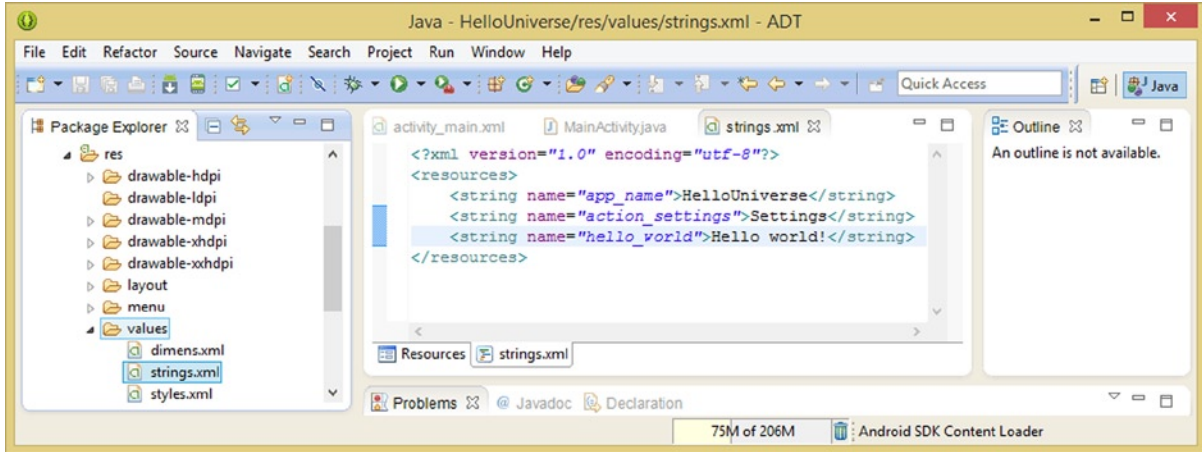 Java - HelloUniverse/res/values/strings.xml - ADT
File Edit Refactor Source Navigate Search Project Run Window Help
Quick Access
Java
Package Explorer
res
drawable-hdpi
drawable-ldpi
drawable-mdpi
drawable-xhdpi
drawable-xxhdpi
layout
menu
values
dimens.xml
strings.xml
styles.xml
activity_main.xml MainActivity.java strings.xml
<?xml version="1.0" encoding="utf-8"?>
<resources>
<string name="app_name">HelloUniverse</string>
<string name="action_settings">Settings</string>
<string name="hello_world">Hello world!</string>
</resources>
Resources strings.xml
Outline
An outline is not available.
Problems @ Javadoc Declaration
75M of 206M Android SDK Content Loader